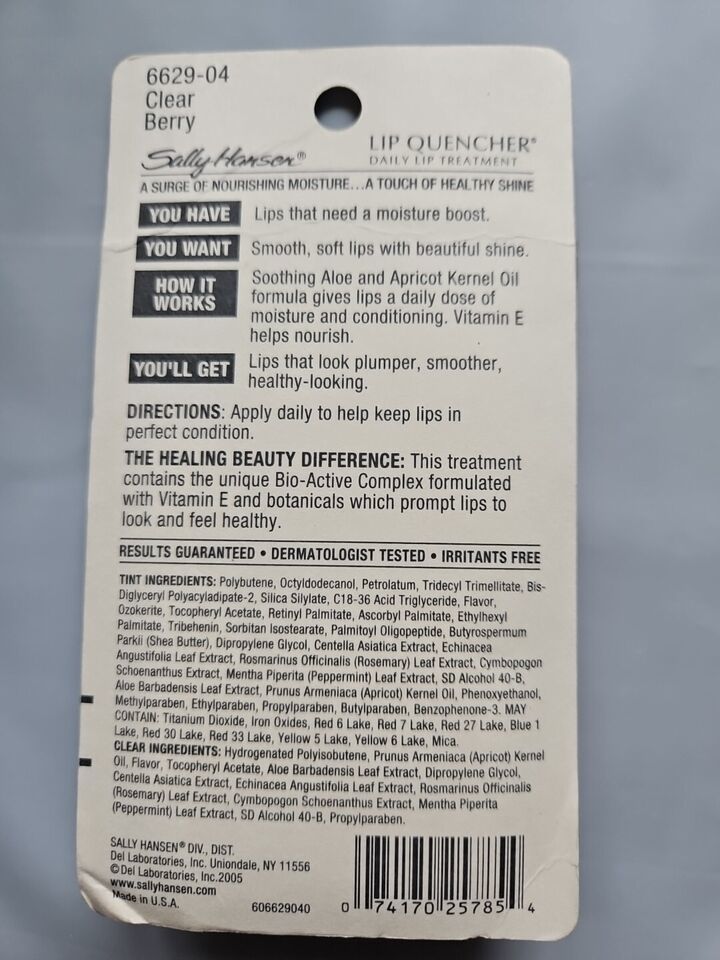 6629-04
Clear
Berry
Sally Hansen®
LIP QUENCHER®
DAILY LIP TREATMENT
A SURGE OF NOURISHING MOISTURE...A TOUCH OF HEALTHY SHINE
YOU HAVE Lips that need a moisture boost.
YOU WANT Smooth, soft lips with beautiful shine.
HOW IT WORKS Soothing Aloe and Apricot Kernel Oil
formula gives lips a daily dose of
moisture and conditioning. Vitamin E
helps nourish.
YOU'LL GET Lips that look plumper, smoother,
healthy-looking.
DIRECTIONS: Apply daily to help keep lips in
perfect condition.
THE HEALING BEAUTY DIFFERENCE: This treatment
contains the unique Bio-Active Complex formulated
with Vitamin E and botanicals which prompt lips to
look and feel healthy.
RESULTS GUARANTEED • DERMATOLOGIST TESTED • IRRITANTS FREE
TINT INGREDIENTS: Polybutene, Octyldodecanol, Petrolatum, Tridecyl Trimellitate, Bis-
Diglyceryl Polyacyladipate-2, Silica Silylate, C18-36 Acid Triglyceride, Flavor,
Ozokerite, Tocopheryl Acetate, Retinyl Palmitate, Ascorbyl Palmitate, Ethylhexyl
Palmitate, Tribehenin, Sorbitan Isostearate, Palmitoyl Oligopeptide, Butyrospermum
Parkii (Shea Butter), Dipropylene Glycol, Centella Asiatica Extract, Echinacea
Angustifolia Leaf Extract, Rosmarinus Officinalis (Rosemary) Leaf Extract, Cymbopogon
Schoenanthus Extract, Mentha Piperita (Peppermint) Leaf Extract, SD Alcohol 40-B,
Aloe Barbadensis Leaf Extract, Prunus Armeniaca (Apricot) Kernel Oil, Phenoxyethanol,
Methylparaben, Ethylparaben, Propylparaben, Butylparaben, Benzophenone-3. MAY
CONTAIN: Titanium Dioxide, Iron Oxides, Red 6 Lake, Red 7 Lake, Red 27 Lake, Blue 1
Lake, Red 30 Lake, Red 33 Lake, Yellow 5 Lake, Yellow 6 Lake, Mica.
CLEAR INGREDIENTS: Hydrogenated Polyisobutene, Prunus Armeniaca (Apricot) Kernel
Oil, Flavor, Tocopheryl Acetate, Aloe Barbadensis Leaf Extract, Dipropylene Glycol,
Centella Asiatica Extract, Echinacea Angustifolia Leaf Extract, Rosmarinus Officinalis
(Rosemary) Leaf Extract, Cymbopogon Schoenanthus Extract, Mentha Piperita
(Peppermint) Leaf Extract, SD Alcohol 40-B, Propylparaben.
SALLY HANSEN® DIV., DIST.
Del Laboratories, Inc. Uniondale, NY 11556
©Del Laboratories, Inc.2005
www.sallyhansen.com
Made in U.S.A.
606629040
0 74170 25785 4